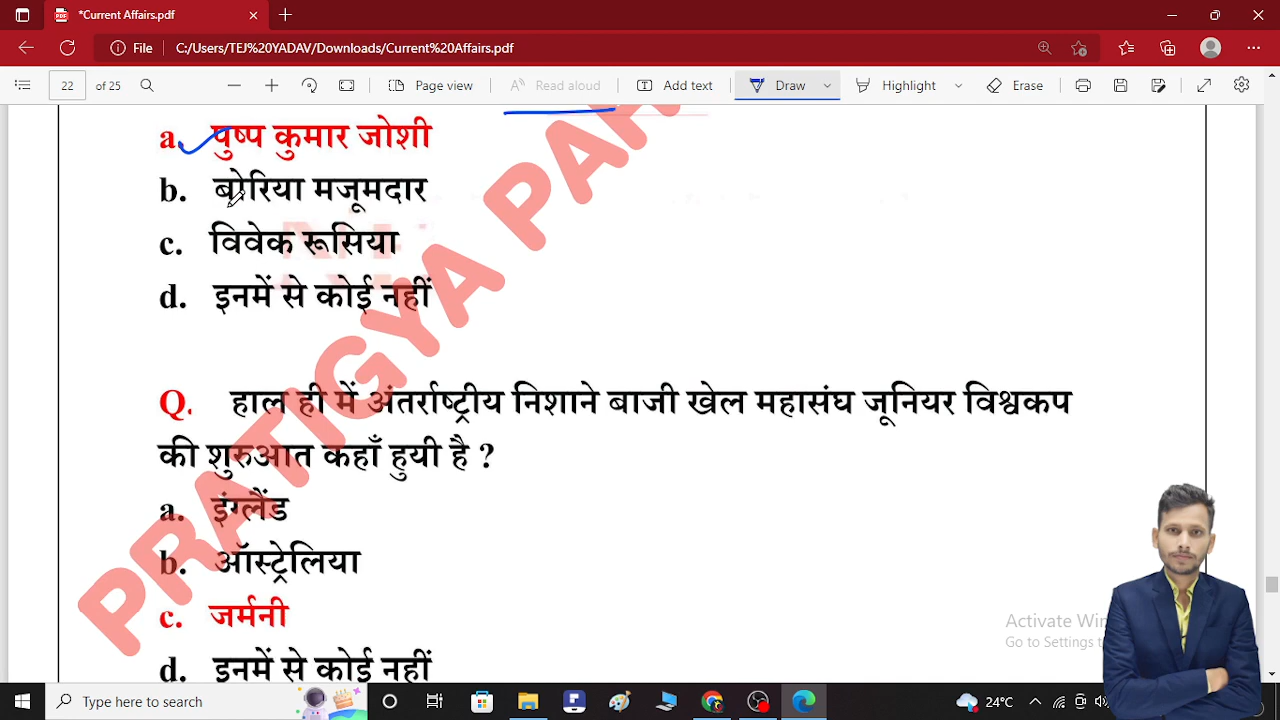 *Current Affairs.pdf
File C:/Users/TEJ%20YADAV/Downloads/Current%20Affairs.pdf
22 of 25 Page view Read aloud Add text Draw Highlight Erase
a. पुष्प कुमार जोशी
b. बोरिया मजूमदार
c. विवेक रूसिया
d. इनमें से कोई नहीं
Q. हाल ही में अंतर्राष्ट्रीय निशाने बाजी खेल महासंघ जूनियर विश्वकप
की शुरुआत कहाँ हुयी है ?
a. इंग्लैंड
b. ऑस्ट्रेलिया
c. जर्मनी
d. इनमें से कोई नहीं
PRATIGYA PAR
Activate Win
Go to Settings t
Type here to search 24°C